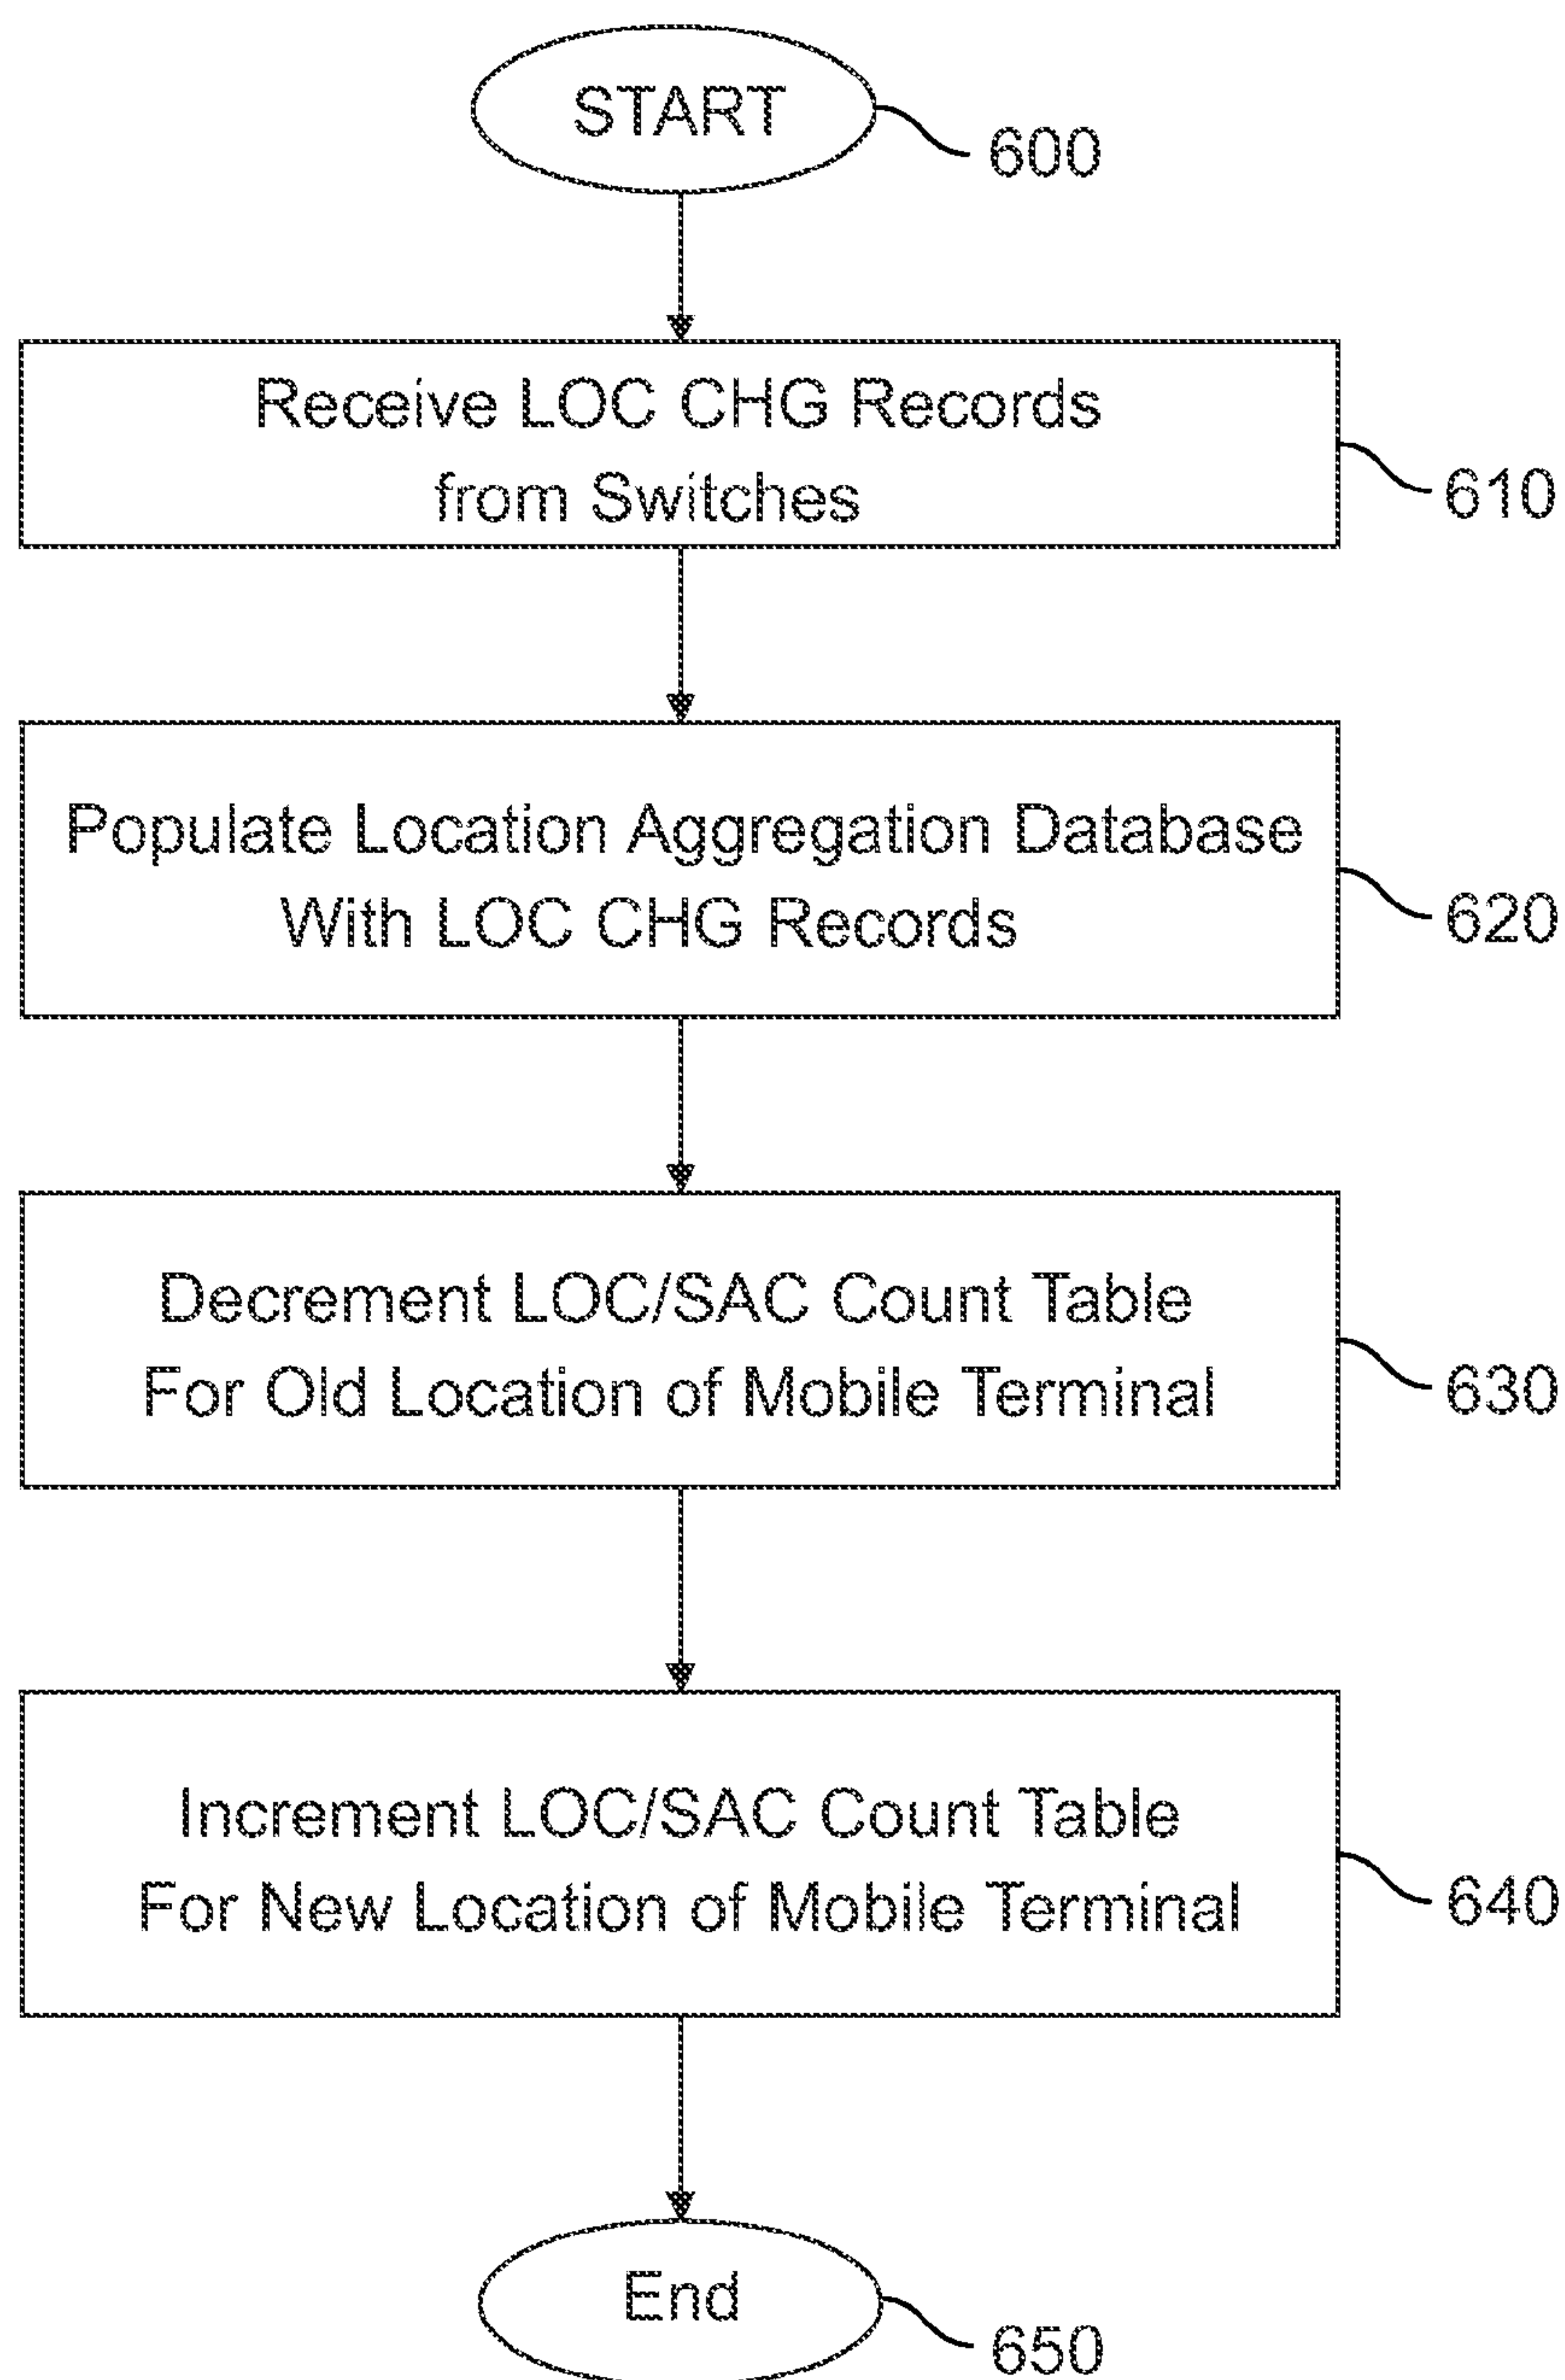 START
600
Receive LOC CHG Records
from Switches
610
Populate Location Aggregation Database
With LOC CHG Records
620
Decrement LOC/SAC Count Table
For Old Location of Mobile Terminal
630
Increment LOC/SAC Count Table
For New Location of Mobile Terminal
640
End
650